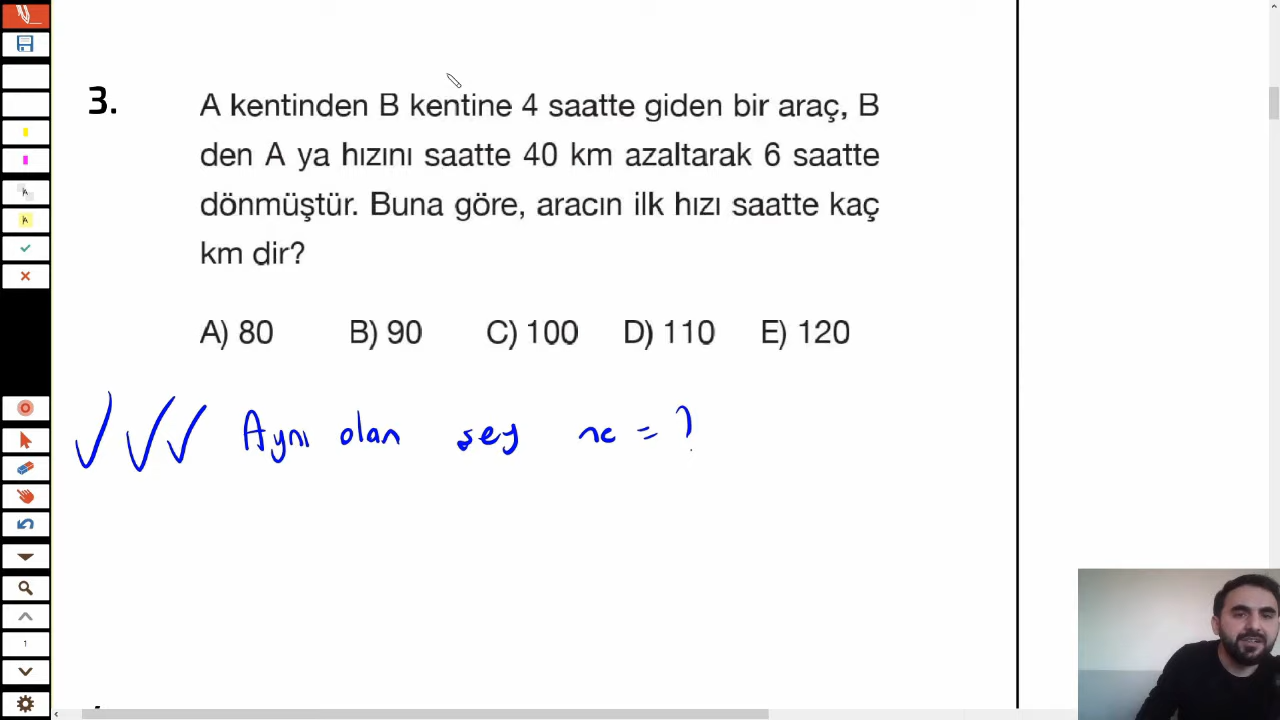 3. A kentinden B kentine 4 saatte giden bir araç, B
den A ya hızını saatte 40 km azaltarak 6 saatte
dönmüştür. Buna göre, aracın ilk hızı saatte kaç
km dir?
A) 80 B) 90 C) 100 D) 110 E) 120
Aynı olan şey ne = ?
1